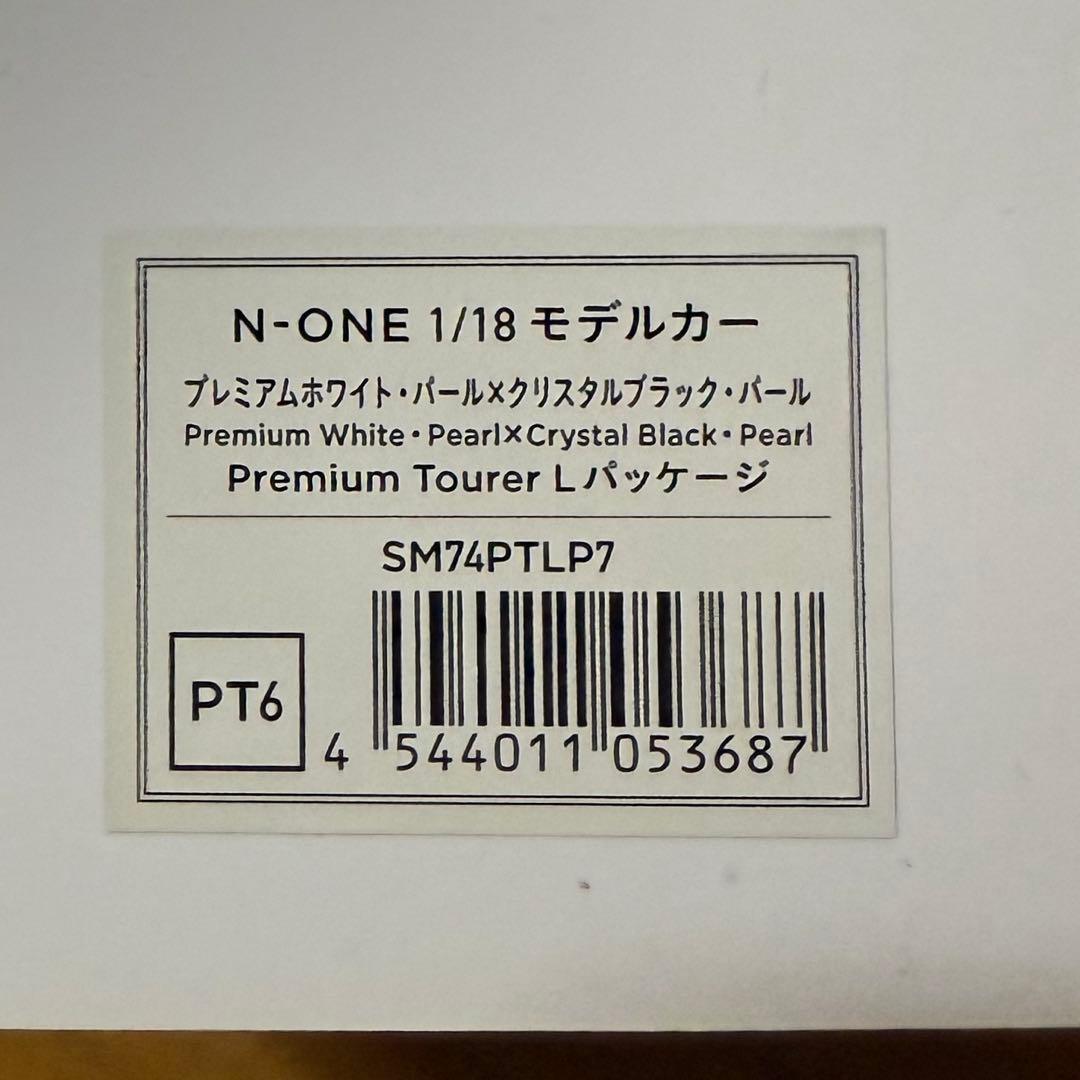 N-ONE 1/18 モデルカー
プレミアムホワイト・パール×クリスタルブラック・パール
Premium White・Pearl×Crystal Black・Pearl
Premium Tourer Lパッケージ
SM74PTLP7
PT6
4 544011 053687